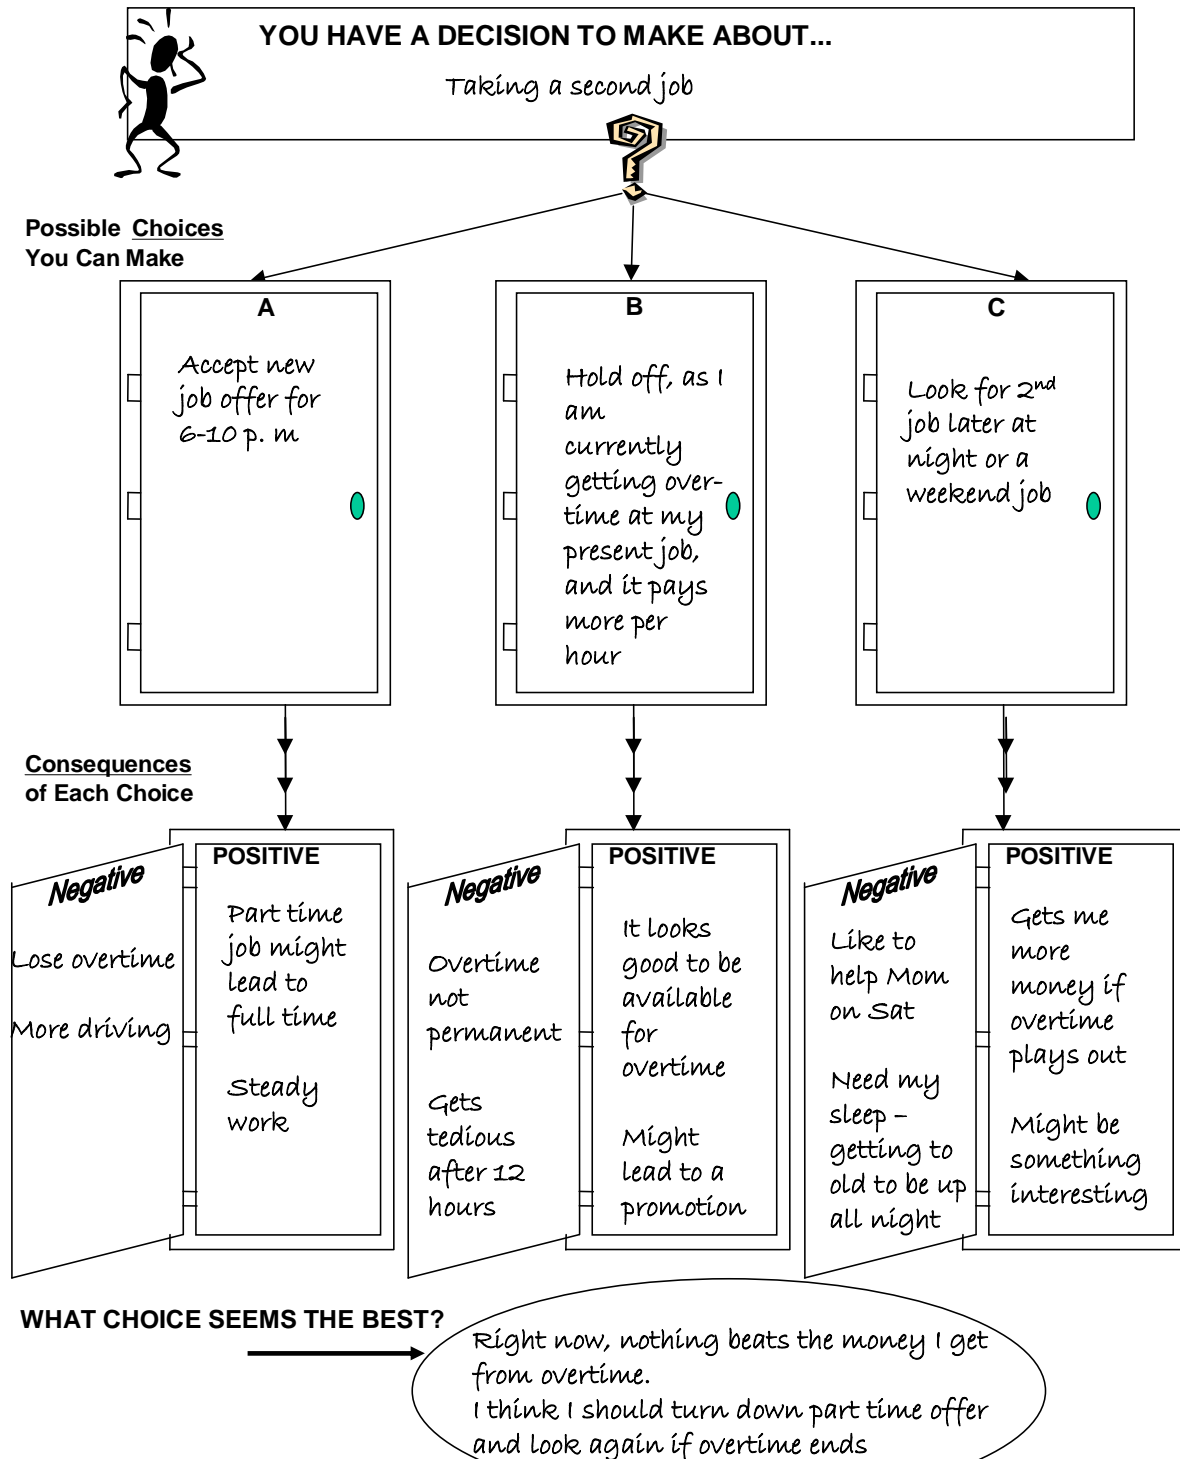 YOU HAVE A DECISION TO MAKE ABOUT...
Taking a second job
Possible Choices
You Can Make
A
Accept new
job offer for
6-10 p. m
B
Hold off, as I
am
currently
getting over-
time at my
present job,
and it pays
more per
hour
C
Look for 2nd
job later at
night or a
weekend job
Consequences
of Each Choice
Negative
Lose overtime
More driving
POSITIVE
Part time
job might
lead to
full time
Steady
work
Negative
Overtime
not
permanent
Gets
tedious
after 12
hours
POSITIVE
It looks
good to be
available
for
overtime
Might
lead to a
promotion
Negative
Like to
help Mom
on Sat
Need my
sleep –
getting to
old to be up
all night
POSITIVE
Gets me
more
money if
overtime
plays out
Might be
something
interesting
WHAT CHOICE SEEMS THE BEST?
Right now, nothing beats the money I get
from overtime.
I think I should turn down part time offer
and look again if overtime ends